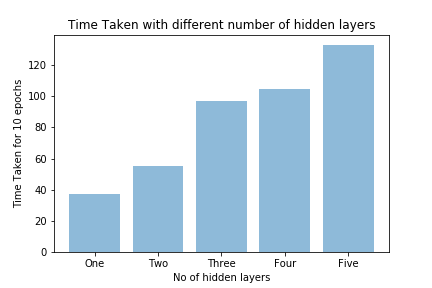 Time Taken with different number of hidden layers
Time Taken for 10 epochs
120
100
80
60
40
20
0
One Two Three Four Five
No of hidden layers